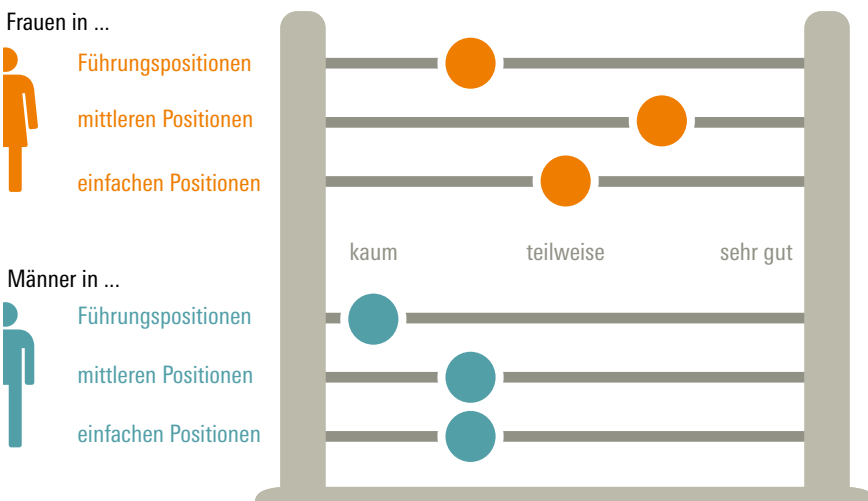 Frauen in ...
Führungspositionen
mittleren Positionen
einfachen Positionen
kaum teilweise sehr gut
Männer in ...
Führungspositionen
mittleren Positionen
einfachen Positionen